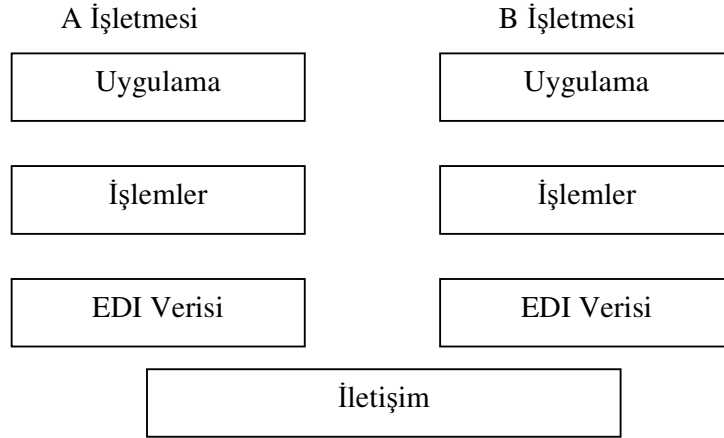 A İşletmesi B İşletmesi
Uygulama Uygulama
İşlemler İşlemler
EDI Verisi EDI Verisi
İletişim